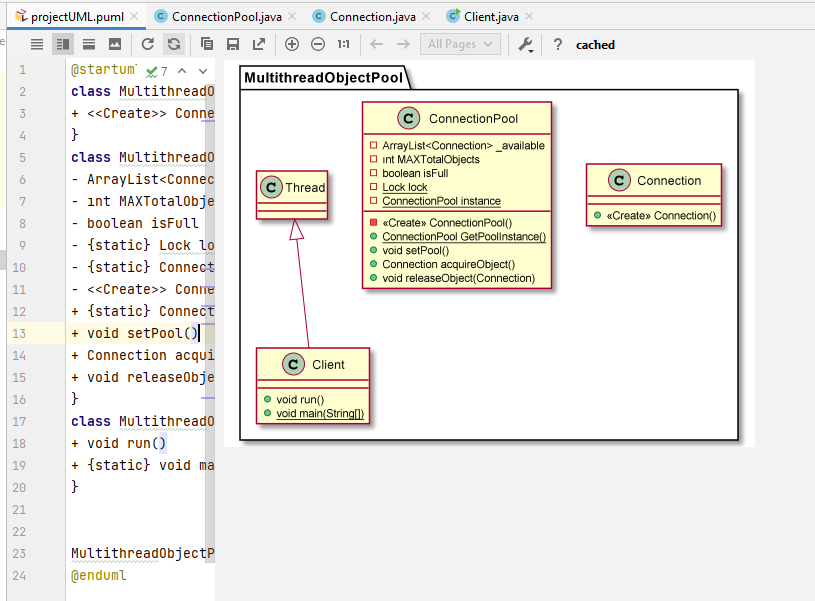 projectUML.puml
ConnectionPool.java
Connection.java
Client.java
1:1
All Pages
?
cached
7
1 @startum
2 class MultithreadO
3 + <<Create>> Conne
4 }
5 class MultithreadO
6 - ArrayList<Connec
7 - int MAXTotalObje
8 - boolean isFull
9 - {static} Lock lo
10 - {static} Connect
11 - <<Create>> Conne
12 + {static} Connect
13 + void setPool()
14 + Connection acqui
15 + void releaseObje
16 }
17 class MultithreadO
18 + void run()
19 + {static} void ma
20 }
21
22
23 MultithreadObjectP
24 @enduml
MultithreadObjectPool
C ConnectionPool
ArrayList<Connection> _available
int MAXTotalObjects
boolean isFull
Lock lock
ConnectionPool instance
«Create» ConnectionPool()
ConnectionPool GetPoolInstance()
void setPool()
Connection acquireObject()
void releaseObject(Connection)
C Thread
C Connection
«Create» Connection()
C Client
void run()
void main(String[])